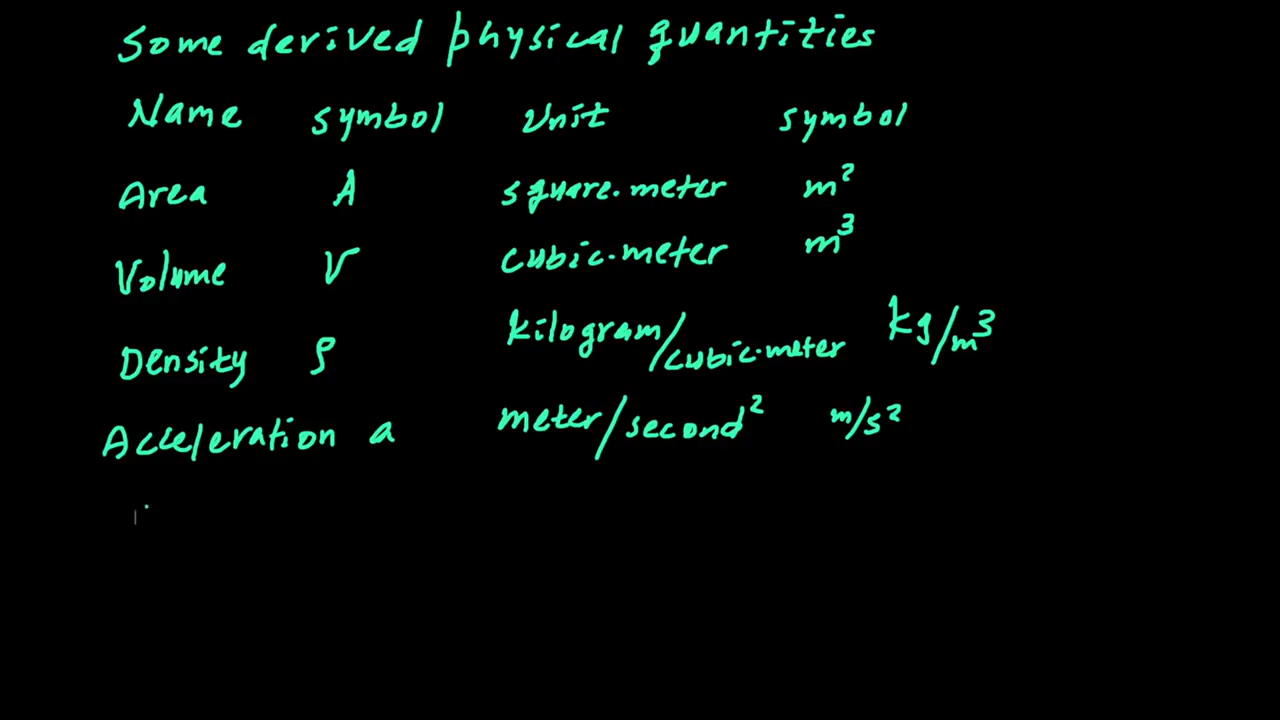 Some derived physical quantities
Name symbol Unit symbol
Area A square.meter m²
Volume V cubic.meter m³
Density ρ kilogram/cubic.meter kg/m³
Acceleration a meter/second² m/s²